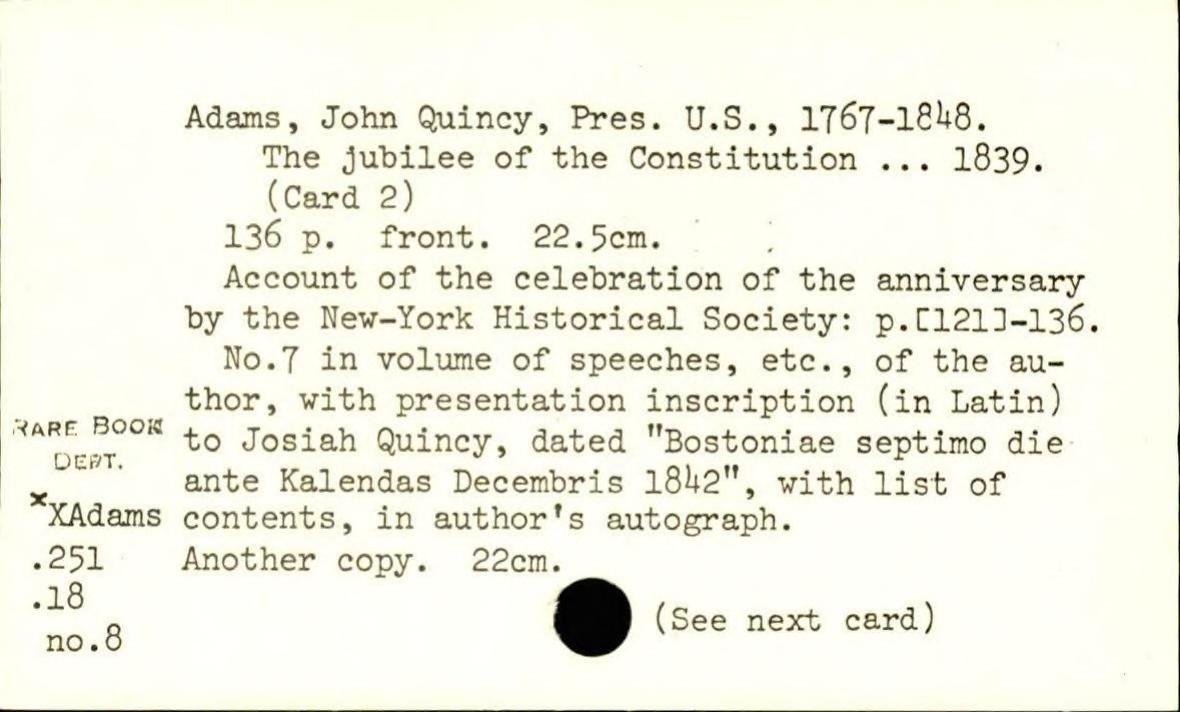 Adams, John Quincy, Pres. U.S., 1767-1848.
The jubilee of the Constitution ... 1839.
(Card 2)
136 p. front. 22.5cm.
Account of the celebration of the anniversary
by the New-York Historical Society: p.[121]-136.
No.7 in volume of speeches, etc., of the au-
thor, with presentation inscription (in Latin)
to Josiah Quincy, dated "Bostoniae septimo die
ante Kalendas Decembris 1842", with list of
contents, in author's autograph.
RARE BOOK
DEPT.
xXAdams
.251
.18
no.8
Another copy. 22cm.
(See next card)